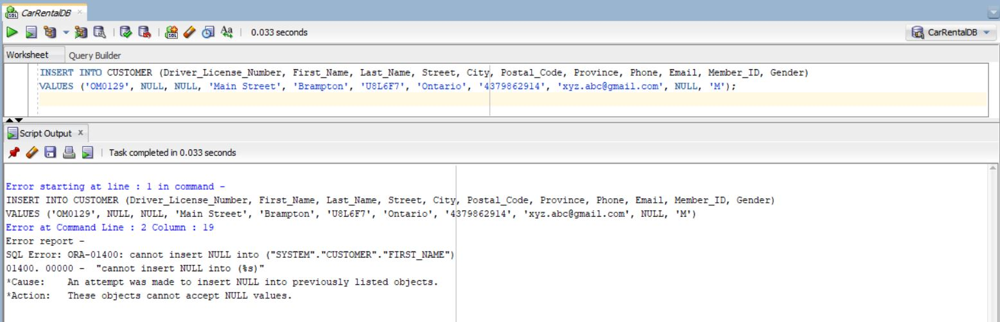 CarRentalDB
0.033 seconds
CarRentalDB
Worksheet Query Builder
INSERT INTO CUSTOMER (Driver_License_Number, First_Name, Last_Name, Street, City, Postal_Code, Province, Phone, Email, Member_ID, Gender)
VALUES ('OM0129', NULL, NULL, 'Main Street', 'Brampton', 'U8L6F7', 'Ontario', '4379862914', 'xyz.abc@gmail.com', NULL, 'M');
Script Output x
Task completed in 0.033 seconds
Error starting at line : 1 in command -
INSERT INTO CUSTOMER (Driver_License_Number, First_Name, Last_Name, Street, City, Postal_Code, Province, Phone, Email, Member_ID, Gender)
VALUES ('OM0129', NULL, NULL, 'Main Street', 'Brampton', 'U8L6F7', 'Ontario', '4379862914', 'xyz.abc@gmail.com', NULL, 'M')
Error at Command Line : 2 Column : 19
Error report -
SQL Error: ORA-01400: cannot insert NULL into ("SYSTEM"."CUSTOMER"."FIRST_NAME")
01400. 00000 -  "cannot insert NULL into (%s)"
*Cause:    An attempt was made to insert NULL into previously listed objects.
*Action:   These objects cannot accept NULL values.